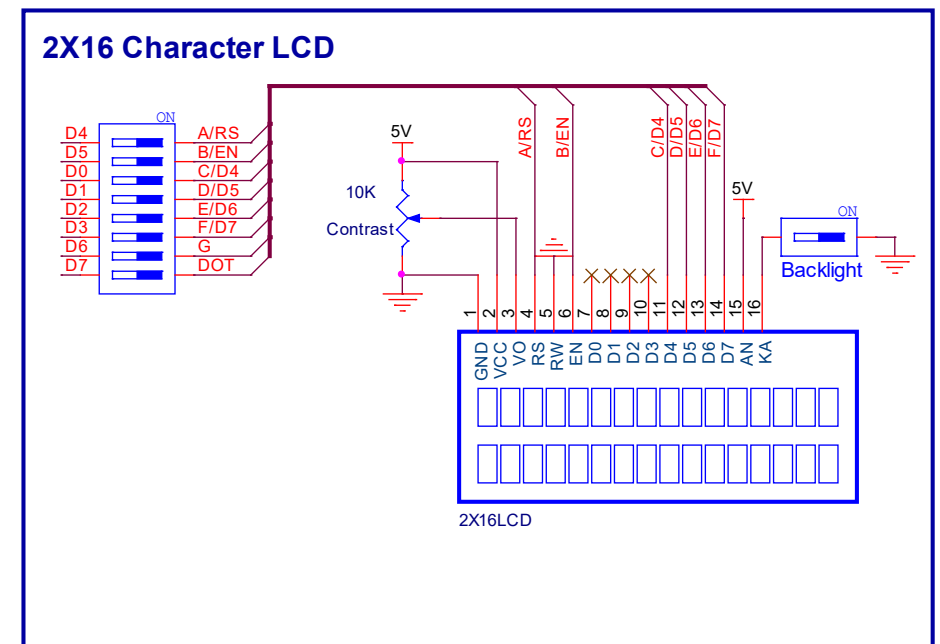 2X16 Character LCD
ON
D4 A/RS
D5 B/EN
D0 C/D4
D1 D/D5
D2 E/D6
D3 F/D7
D6 G
D7 DOT
5V
10K
Contrast
A/RS
B/EN
C/D4
D/D5
E/D6
F/D7
5V
ON
Backlight
1 2 3 4 5 6 7 8 9 10 11 12 13 14 15 16
GND VCC VO RS RW EN D0 D1 D2 D3 D4 D5 D6 D7 AN KA
2X16LCD